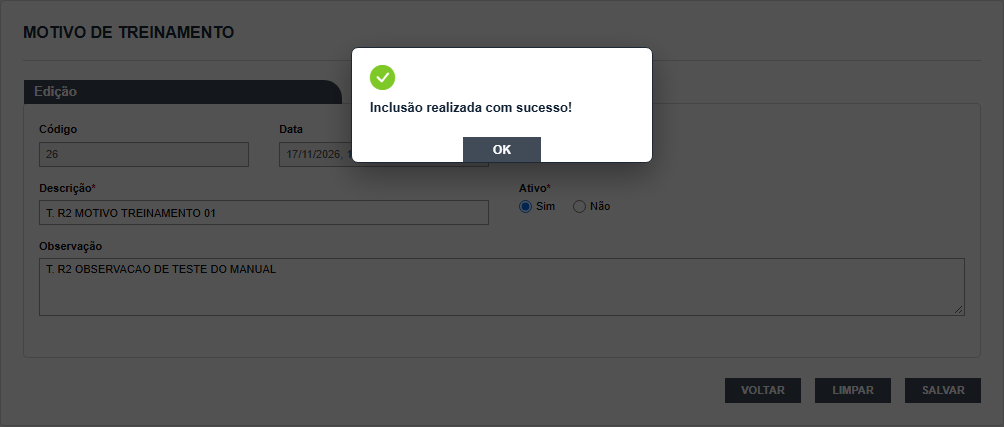 MOTIVO DE TREINAMENTO
Inclusão realizada com sucesso!
OK
Edição
Código
Data
26
17/11/2026,
Descrição*
Ativo*
T. R2 MOTIVO TREINAMENTO 01
Sim
Não
Observação
T. R2 OBSERVACAO DE TESTE DO MANUAL
VOLTAR
LIMPAR
SALVAR